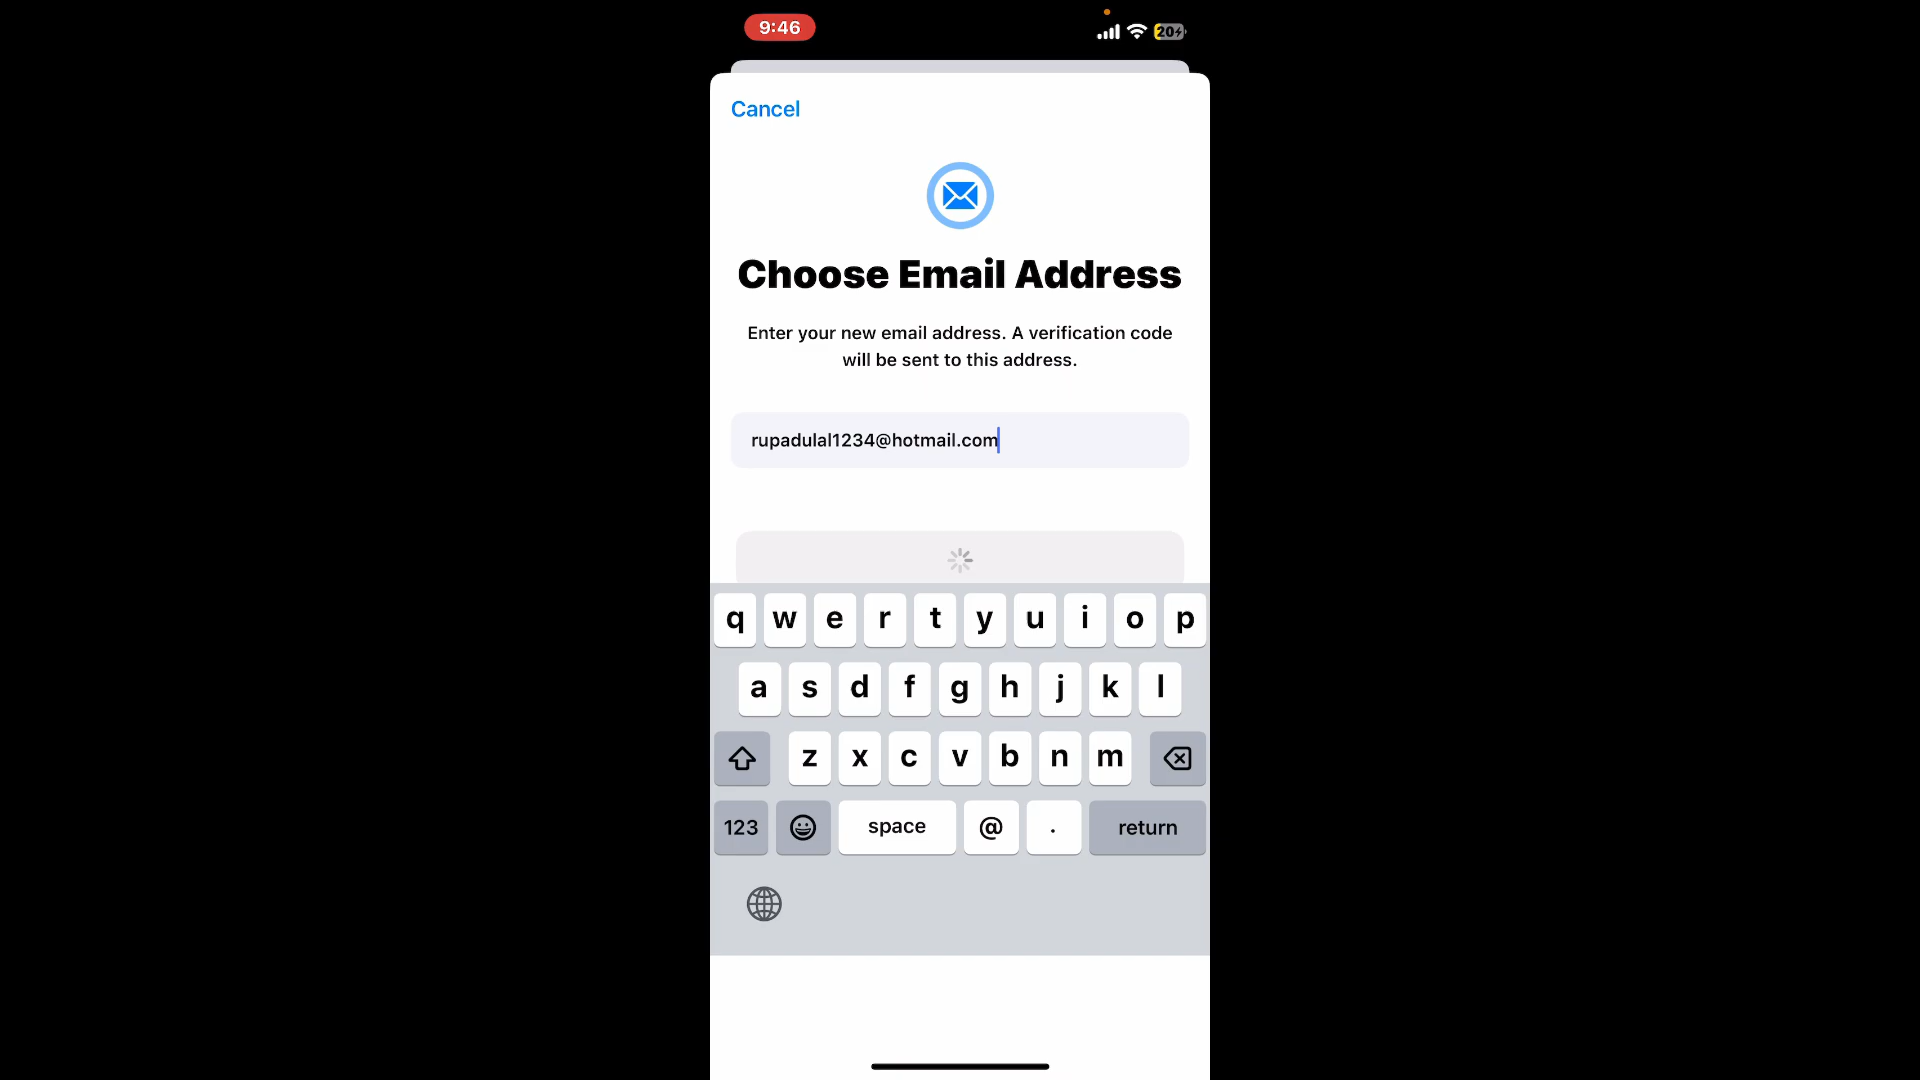 9:46
20
Cancel
Choose Email Address
Enter your new email address. A verification code
will be sent to this address.
rupadulal1234@hotmail.com
q w e r t y u i o p
a s d f g h j k l
z x c v b n m
123 space @ . return